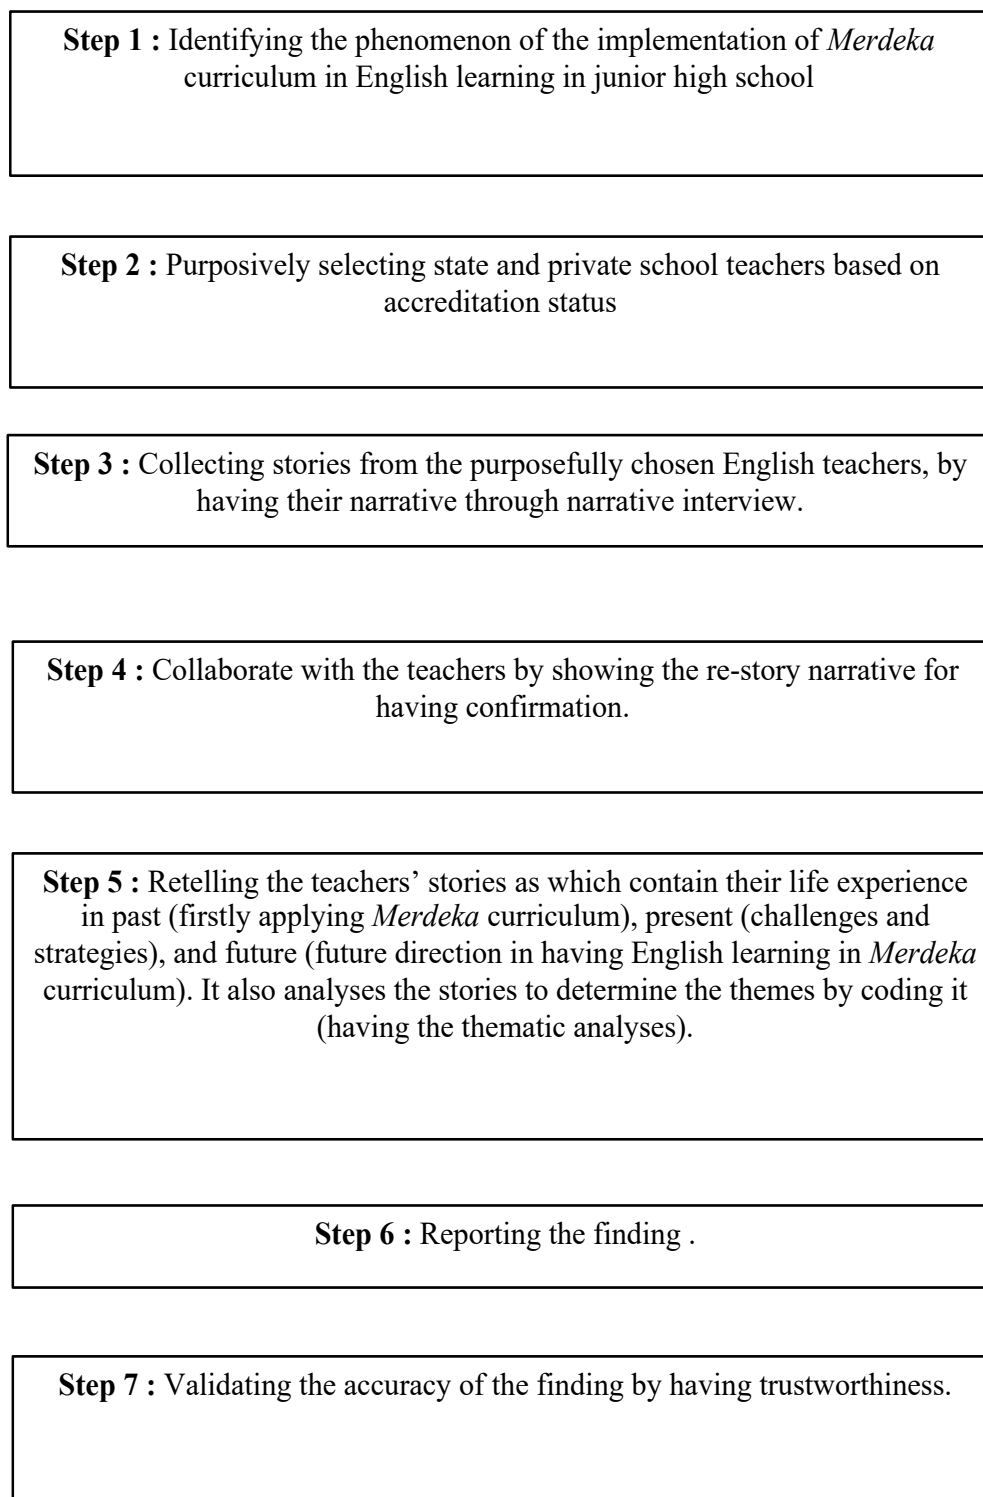 Step 1 : Identifying the phenomenon of the implementation of Merdeka
curriculum in English learning in junior high school
Step 2 : Purposively selecting state and private school teachers based on
accreditation status
Step 3 : Collecting stories from the purposefully chosen English teachers, by
having their narrative through narrative interview.
Step 4 : Collaborate with the teachers by showing the re-story narrative for
having confirmation.
Step 5 : Retelling the teachers’ stories as which contain their life experience
in past (firstly applying Merdeka curriculum), present (challenges and
strategies), and future (future direction in having English learning in Merdeka
curriculum). It also analyses the stories to determine the themes by coding it
(having the thematic analyses).
Step 6 : Reporting the finding .
Step 7 : Validating the accuracy of the finding by having trustworthiness.